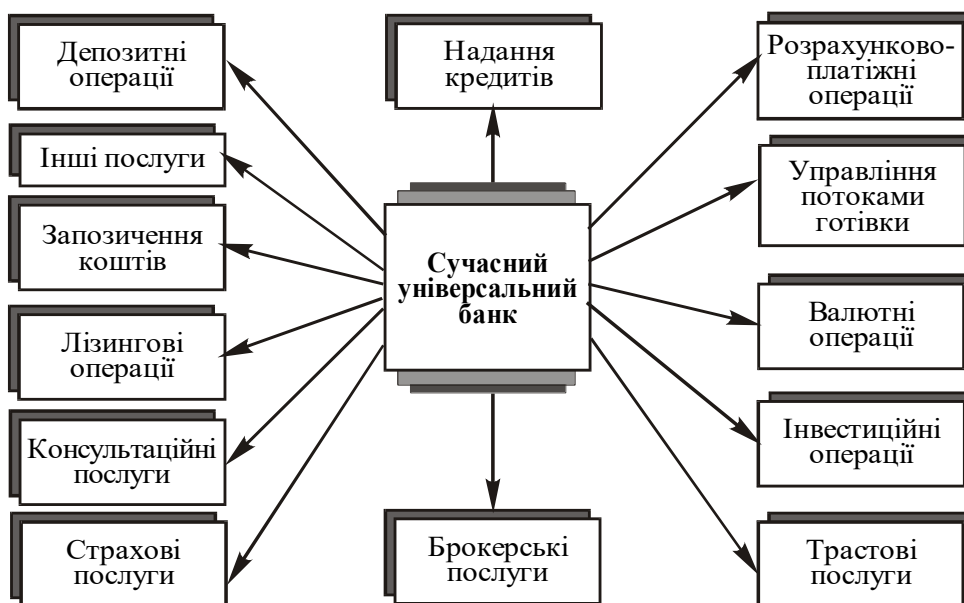 Депозитні
операції
Надання
кредитів
Розрахунково-
платіжні
операції
Інші послуги
Управління
потоками
готівки
Запозичення
коштів
Сучасний
універсальний
банк
Лізингові
операції
Валютні
операції
Консультаційні
послуги
Інвестиційні
операції
Страхові
послуги
Брокерські
послуги
Трастові
послуги